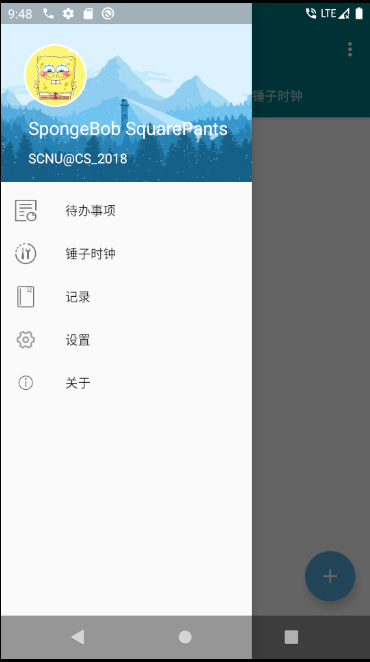 9:48
LTE
锤子时钟
SpongeBob SquarePants
SCNU@CS_2018
待办事项
锤子时钟
记录
设置
关于